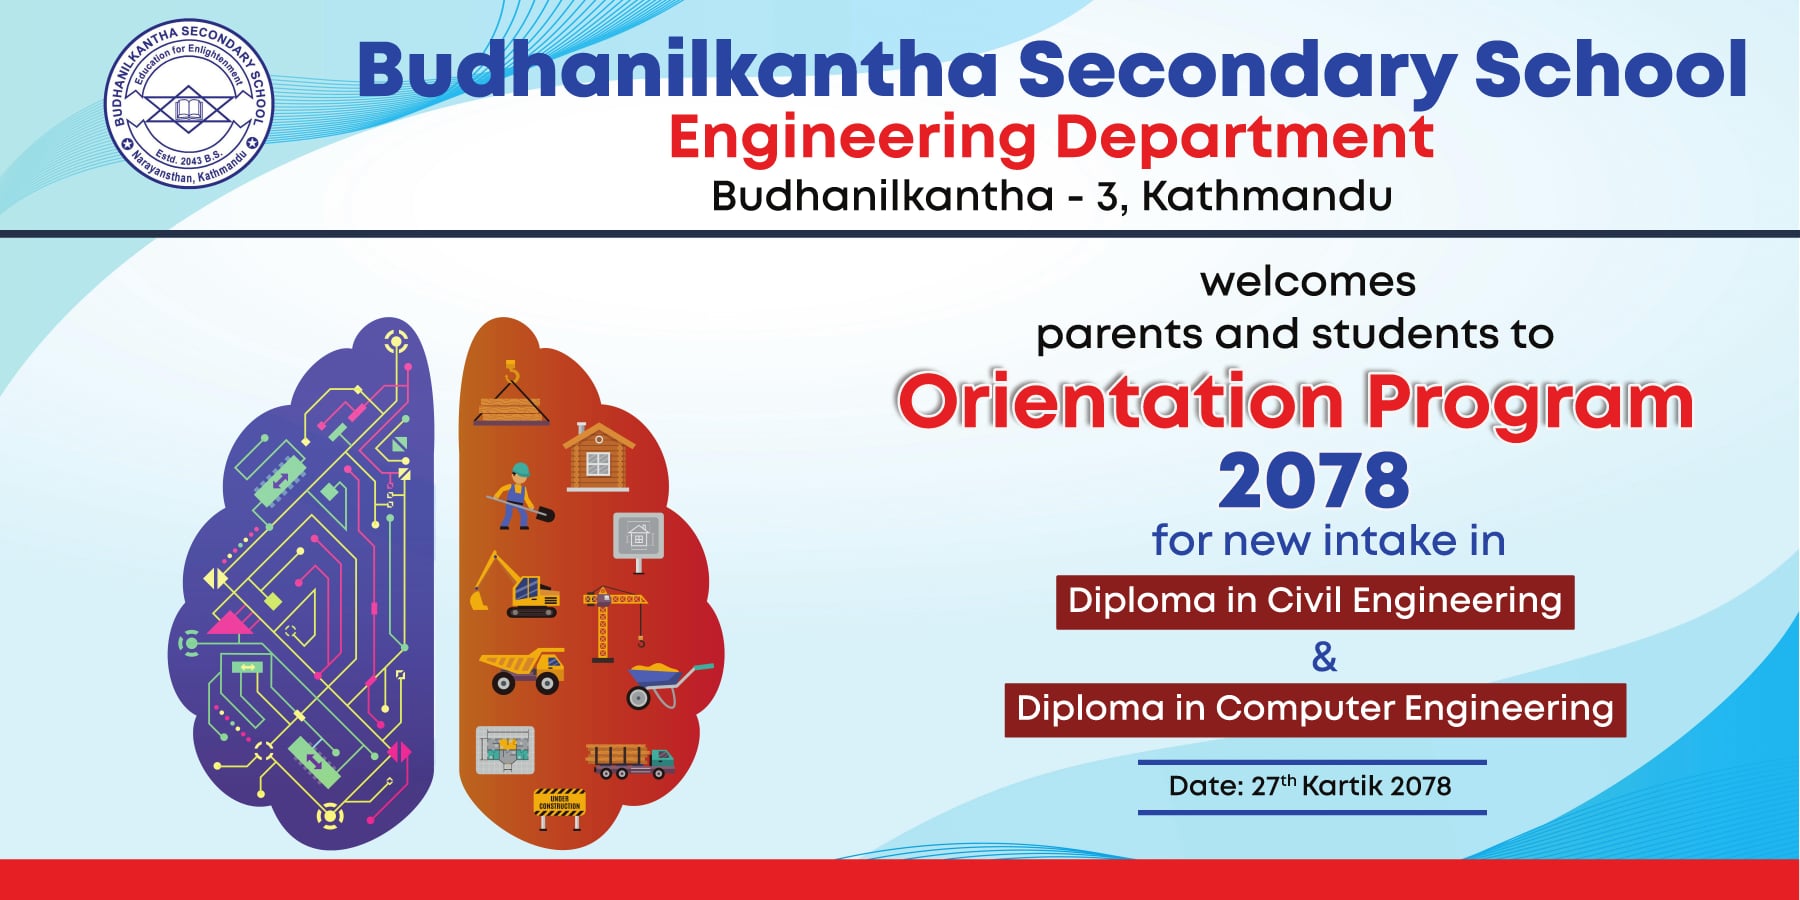 BUDHANILKANTHA SECONDARY SCHOOL
Education for Enlightenment
Estd. 2043 B.S.
Narayansthan, Kathmandu
Budhanilkantha Secondary School
Engineering Department
Budhanilkantha - 3, Kathmandu
welcomes
parents and students to
Orientation Program
2078
for new intake in
Diploma in Civil Engineering
&
Diploma in Computer Engineering
Date: 27th Kartik 2078
UNDER
CONSTRUCTION